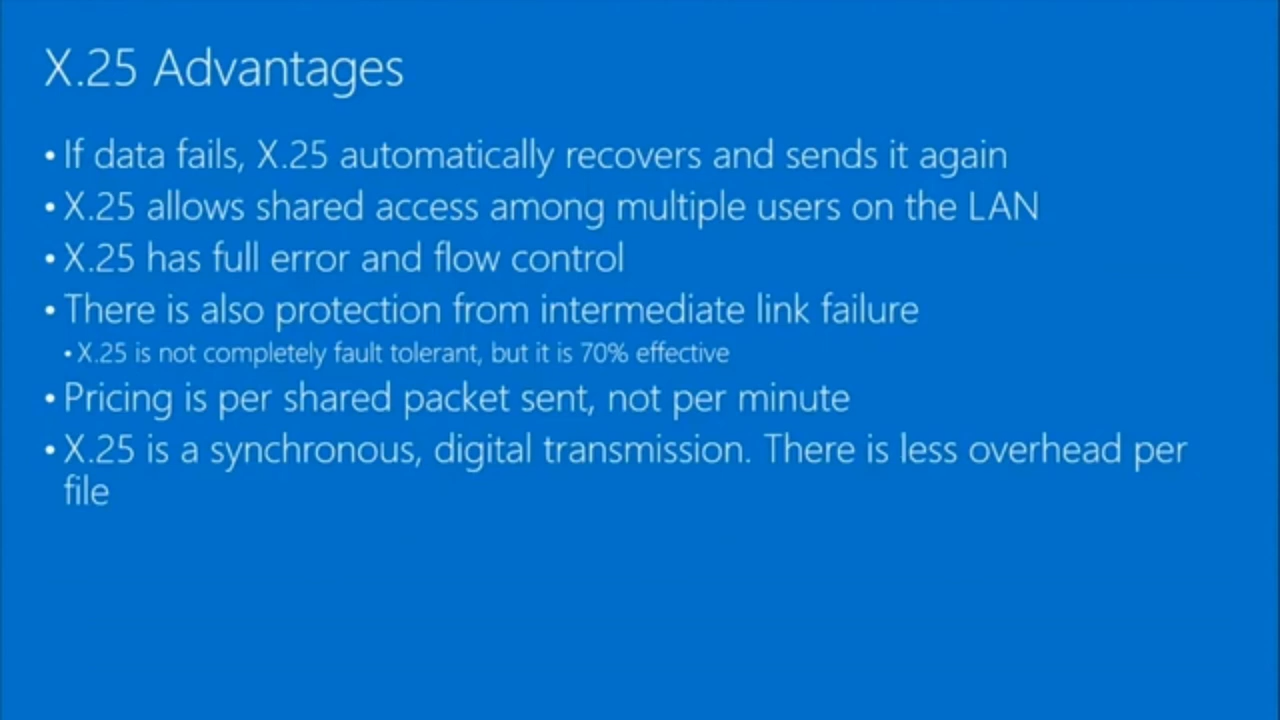 X.25 Advantages
• If data fails, X.25 automatically recovers and sends it again
• X.25 allows shared access among multiple users on the LAN
• X.25 has full error and flow control
• There is also protection from intermediate link failure
• X.25 is not completely fault tolerant, but it is 70% effective
• Pricing is per shared packet sent, not per minute
• X.25 is a synchronous, digital transmission. There is less overhead per
file